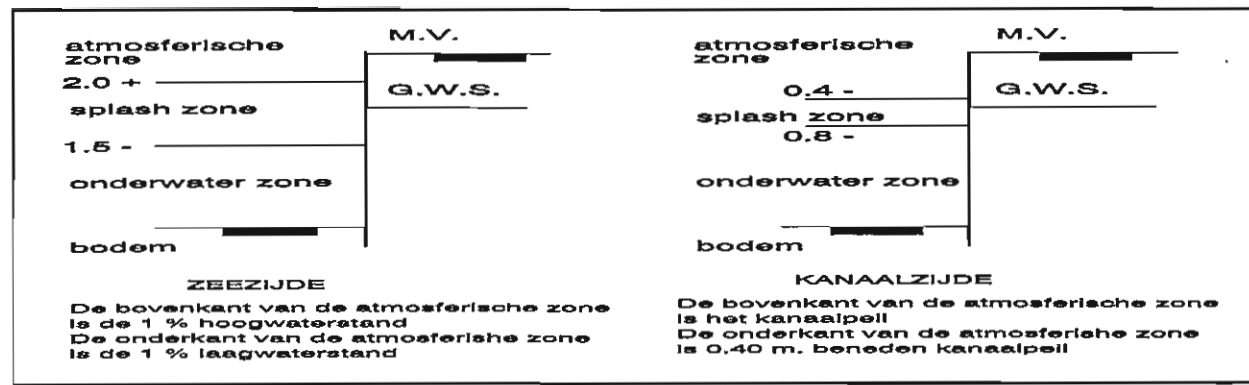 atmosferische
zone
M.V.
2.0 +
G.W.S.
splash zone
1.5 -
onderwater zone
bodem
ZEEZIJDE
De bovenkant van de atmosferische zone
is de 1 % hoogwaterstand
De onderkant van de atmosferishe zone
is de 1 % laagwaterstand
atmosferische
zone
M.V.
0.4 -
G.W.S.
splash zone
0.8 -
onderwater zone
bodem
KANAALZIJDE
De bovenkant van de atmosferische zone
is het kanaalpeil
De onderkant van de atmosferishe zone
is 0.40 m. beneden kanaalpeil